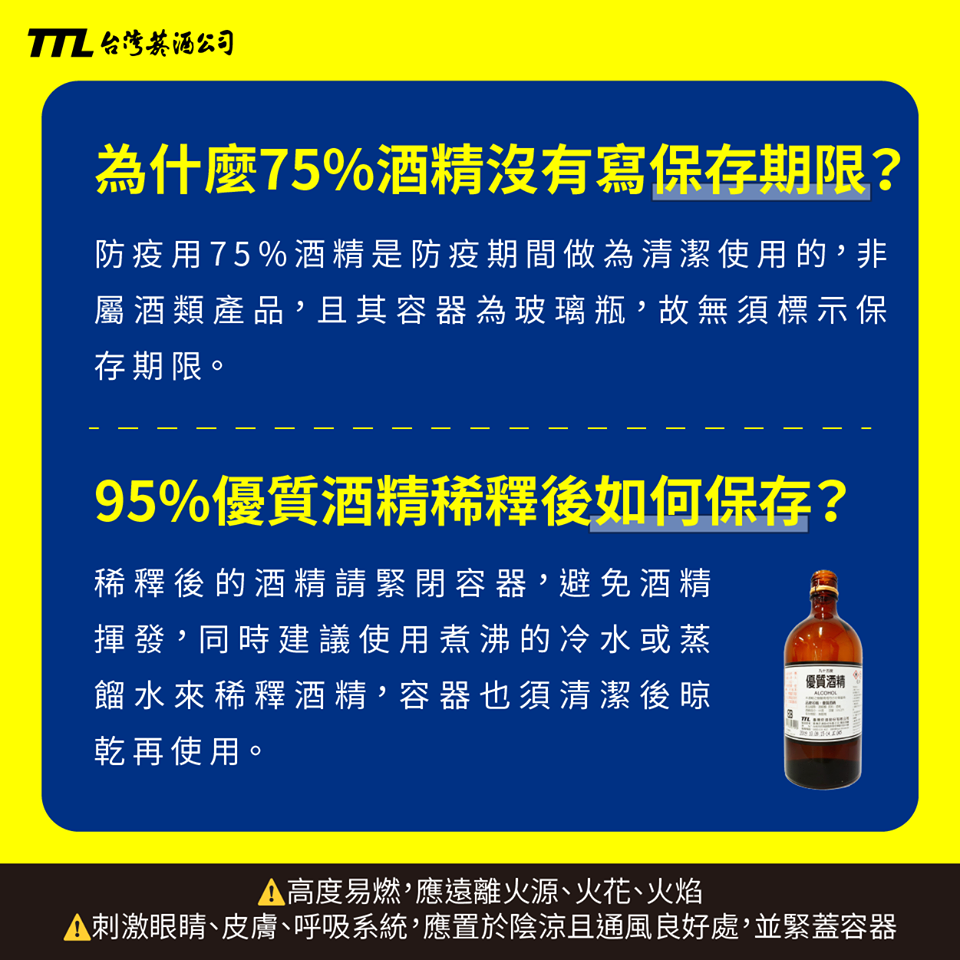 TTL 台灣菸酒公司
為什麼75%酒精沒有寫保存期限？
防疫用75%酒精是防疫期間做為清潔使用的，非
屬酒類產品，且其容器為玻璃瓶，故無須標示保
存期限。
95%優質酒精稀釋後如何保存？
稀釋後的酒精請緊閉容器，避免酒精
揮發，同時建議使用煮沸的冷水或蒸
餾水來稀釋酒精，容器也須清潔後晾
乾再使用。
優質酒精
ALCOHOL
TTL
⚠高度易燃，應遠離火源、火花、火焰
⚠刺激眼睛、皮膚、呼吸系統，應置於陰涼且通風良好處，並緊蓋容器